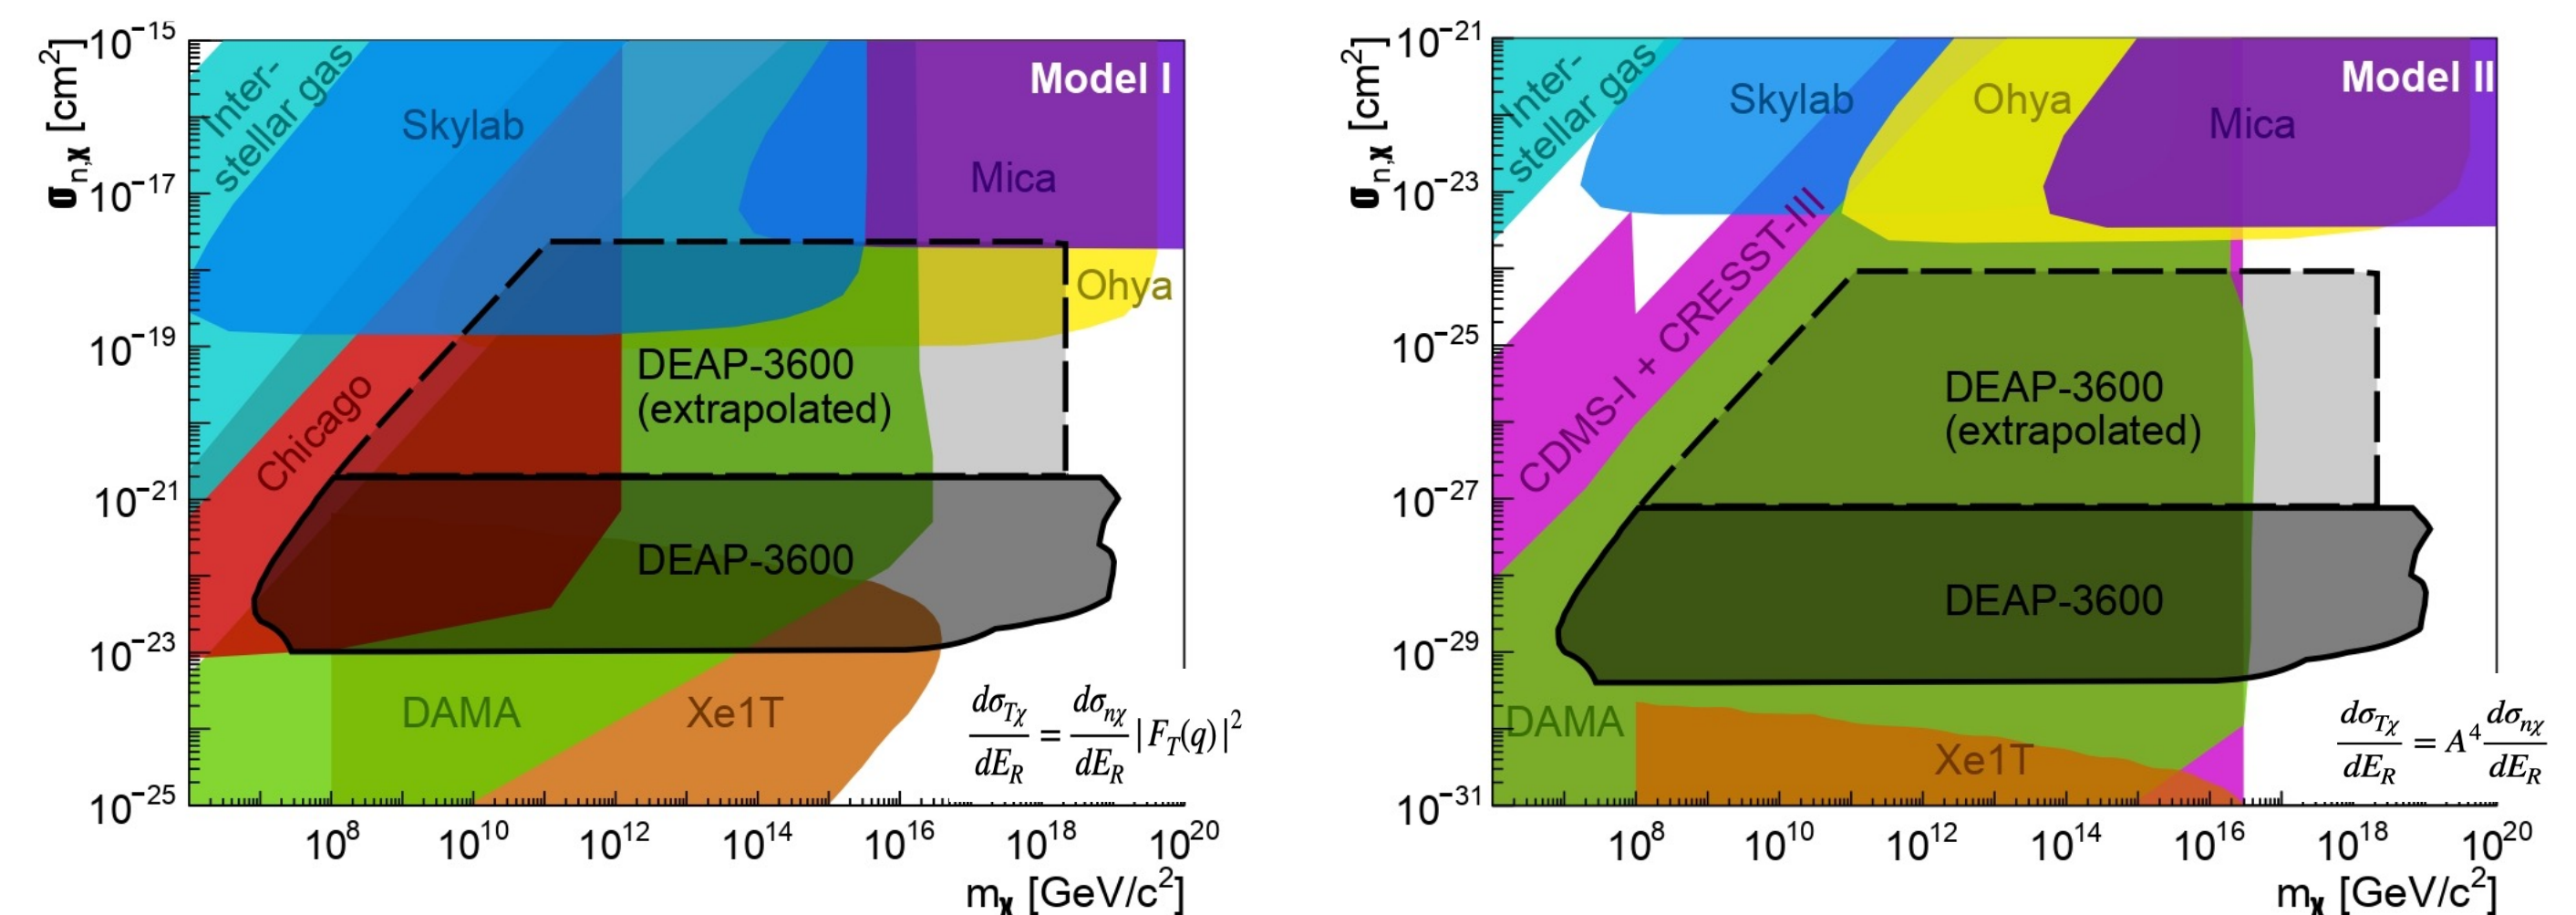 10⁻¹⁵
10⁻¹⁷
10⁻¹⁹
10⁻²¹
10⁻²³
10⁻²⁵
σn,χ [cm²]
Inter-
stellar gas
Skylab
Model I
Mica
Ohya
Chicago
DEAP-3600
(extrapolated)
DEAP-3600
DAMA
Xe1T
dσTχ/dER = dσnχ/dER |FT(q)|²
10⁸ 10¹⁰ 10¹² 10¹⁴ 10¹⁶ 10¹⁸ 10²⁰
mχ [GeV/c²]
10⁻²¹
10⁻²³
10⁻²⁵
10⁻²⁷
10⁻²⁹
10⁻³¹
σn,χ [cm²]
Inter-
stellar gas
Skylab
Ohya
Model II
Mica
CDMS-I + CRESST-III
DEAP-3600
(extrapolated)
DEAP-3600
DAMA
Xe1T
dσTχ/dER = A⁴ dσnχ/dER
10⁸ 10¹⁰ 10¹² 10¹⁴ 10¹⁶ 10¹⁸ 10²⁰
mχ [GeV/c²]